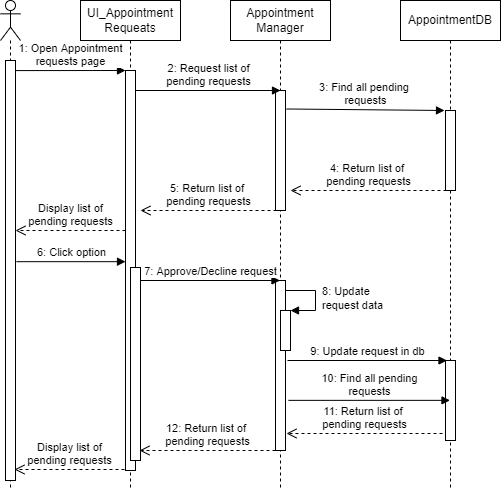 UI_Appointment
Requeats
Appointment
Manager
AppointmentDB
1: Open Appointment
requests page
2: Request list of
pending requests
3: Find all pending
requests
4: Return list of
pending requests
5: Return list of
pending requests
Display list of
pending requests
6: Click option
7: Approve/Decline request
8: Update
request data
9: Update request in db
10: Find all pending
requests
11: Return list of
pending requests
12: Return list of
pending requests
Display list of
pending requests